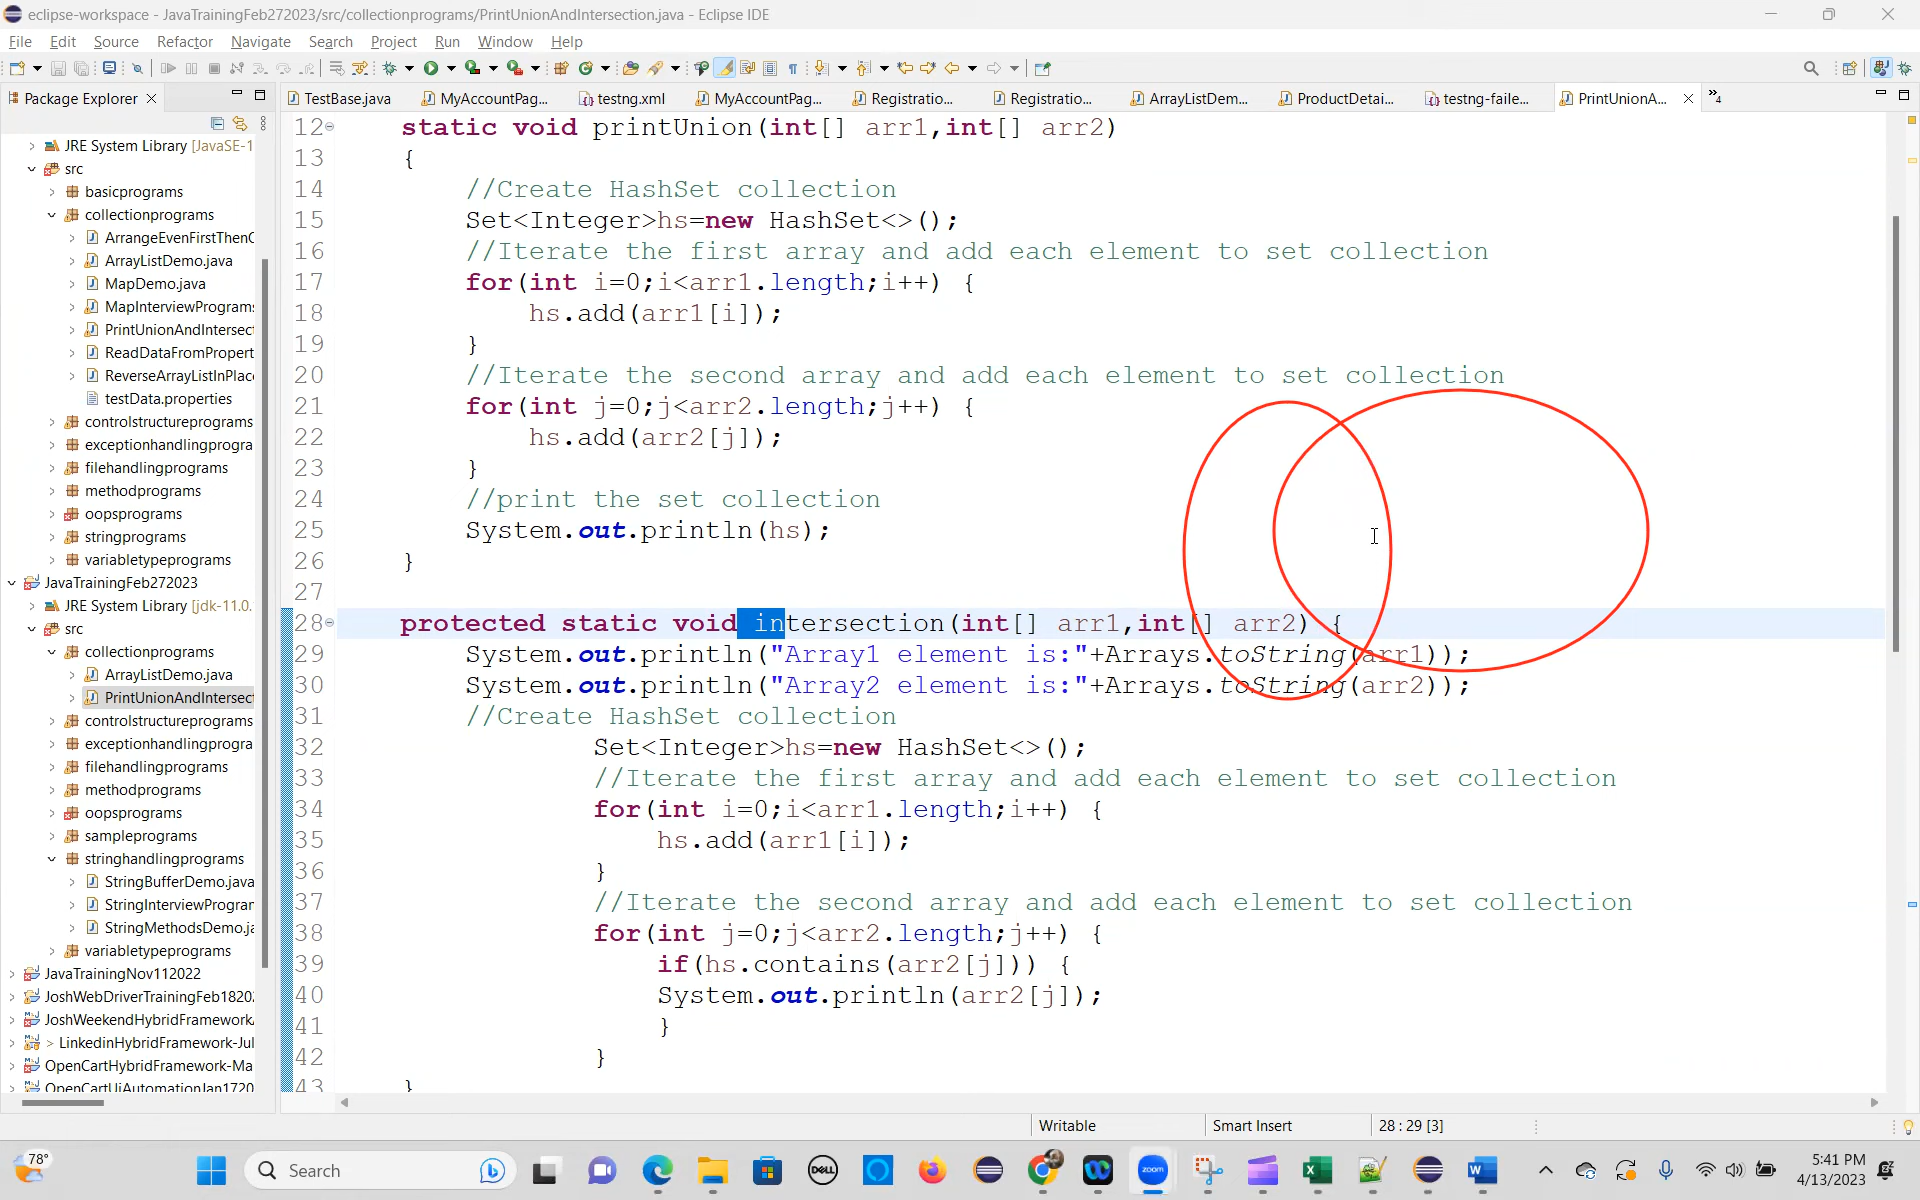 eclipse-workspace - JavaTrainingFeb272023/src/collectionprograms/PrintUnionAndIntersection.java - Eclipse IDE
File Edit Source Refactor Navigate Search Project Run Window Help
Package Explorer
TestBase.java MyAccountPag... testng.xml MyAccountPag... Registratio... Registratio... ArrayListDem... ProductDetai... testng-faile... PrintUnionA... »4
JRE System Library [JavaSE-1
src
basicprograms
collectionprograms
ArrangeEvenFirstThenO
ArrayListDemo.java
MapDemo.java
MapInterviewPrograms
PrintUnionAndIntersect
ReadDataFromPropert
ReverseArrayListInPlace
testData.properties
controlstructureprograms
exceptionhandlingprogra
filehandlingprograms
methodprograms
oopsprograms
stringprograms
variabletypeprograms
JavaTrainingFeb272023
JRE System Library [jdk-11.0.
src
collectionprograms
ArrayListDemo.java
PrintUnionAndIntersect
controlstructureprograms
exceptionhandlingprogra
filehandlingprograms
methodprograms
oopsprograms
sampleprograms
stringhandlingprograms
StringBufferDemo.java
StringInterviewProgran
StringMethodsDemo.ja
variabletypeprograms
JavaTrainingNov112022
JoshWebDriverTrainingFeb1820
JoshWeekendHybridFramework
> LinkedinHybridFramework-Jul
OpenCartHybridFramework-Ma
OpenCartUiAutomationJan1720
12 static void printUnion(int[] arr1,int[] arr2)
13 {
14 //Create HashSet collection
15 Set<Integer>hs=new HashSet<>();
16 //Iterate the first array and add each element to set collection
17 for(int i=0;i<arr1.length;i++) {
18 hs.add(arr1[i]);
19 }
20 //Iterate the second array and add each element to set collection
21 for(int j=0;j<arr2.length;j++) {
22 hs.add(arr2[j]);
23 }
24 //print the set collection
25 System.out.println(hs);
26 }
27
28 protected static void intersection(int[] arr1,int[] arr2) {
29 System.out.println("Array1 element is:"+Arrays.toString(arr1));
30 System.out.println("Array2 element is:"+Arrays.toString(arr2));
31 //Create HashSet collection
32 Set<Integer>hs=new HashSet<>();
33 //Iterate the first array and add each element to set collection
34 for(int i=0;i<arr1.length;i++) {
35 hs.add(arr1[i]);
36 }
37 //Iterate the second array and add each element to set collection
38 for(int j=0;j<arr2.length;j++) {
39 if(hs.contains(arr2[j])) {
40 System.out.println(arr2[j]);
41 }
42 }
43 }
Writable Smart Insert 28 : 29 [3]
78° Search DELL zoom 5:41 PM
4/13/2023